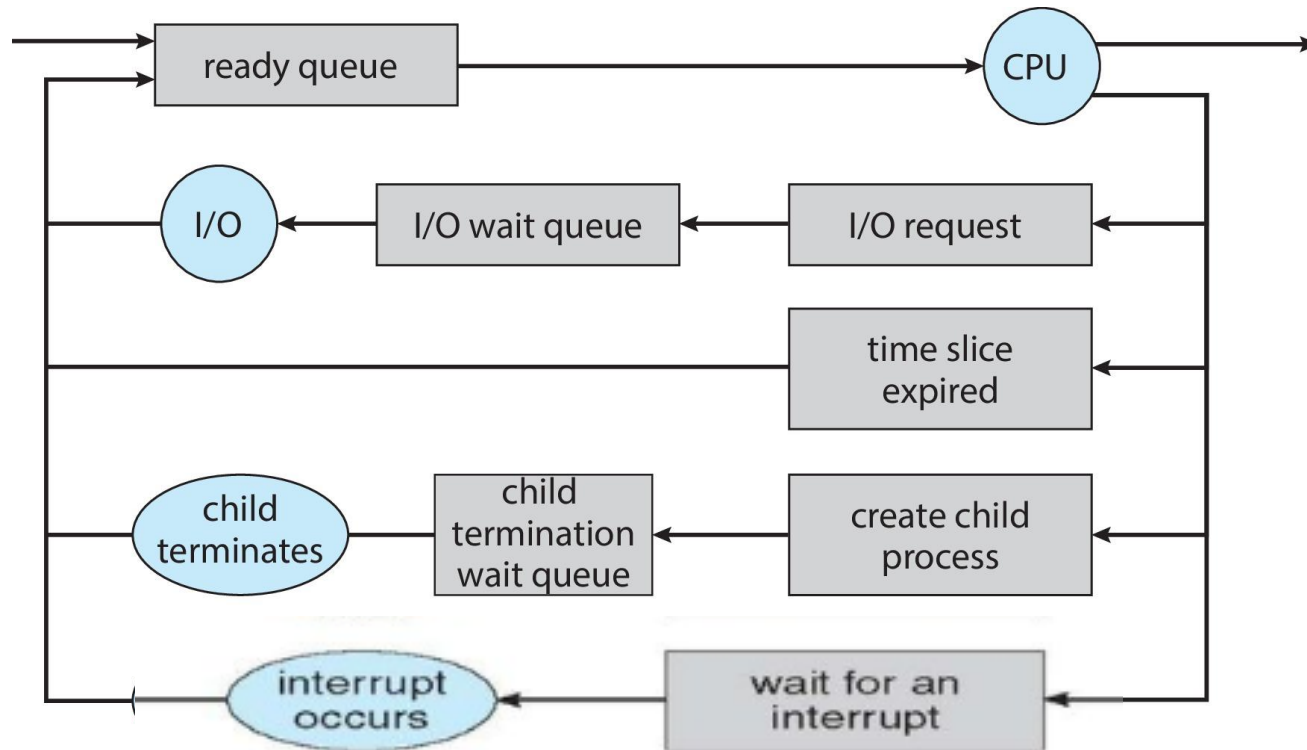 ready queue
CPU
I/O
I/O wait queue
I/O request
time slice
expired
child
terminates
child
termination
wait queue
create child
process
interrupt
occurs
wait for an
interrupt